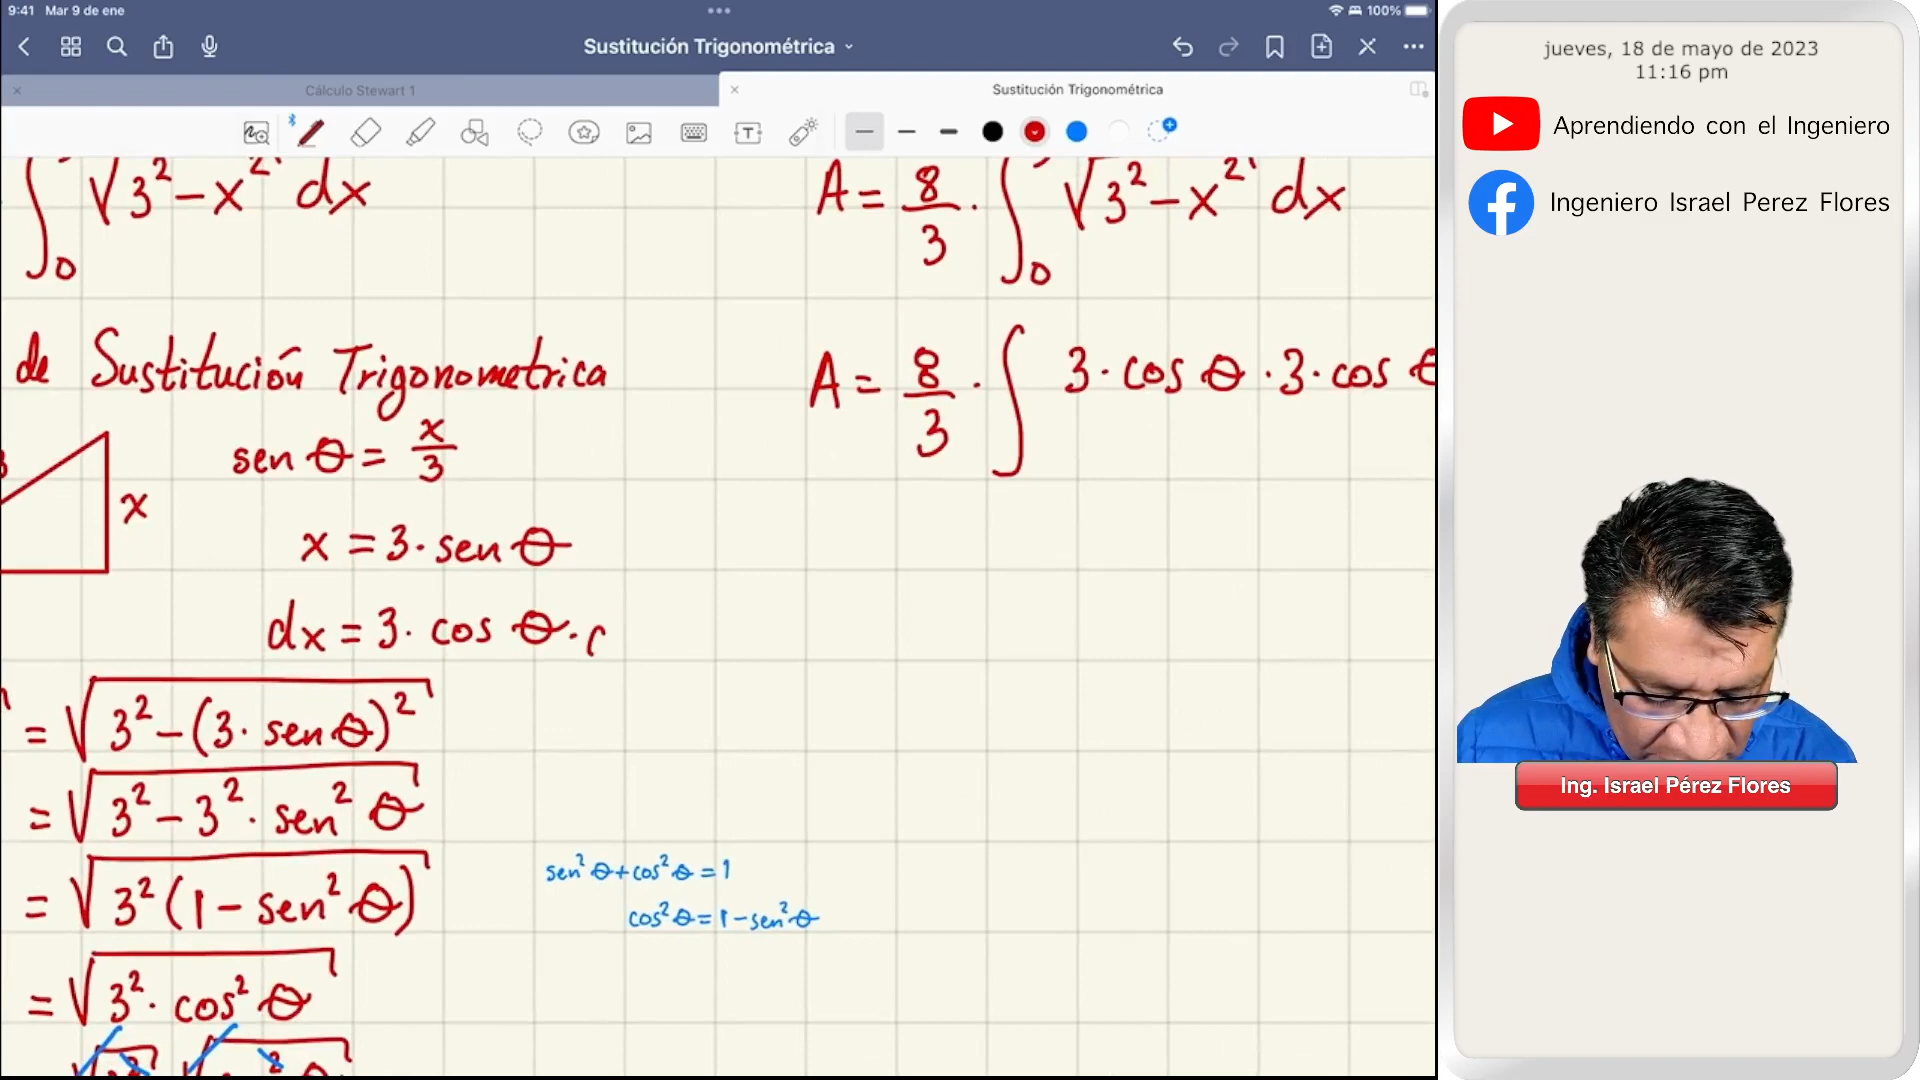 9:41 Mar 9 de ene
100%
Sustitución Trigonométrica
Cálculo Stewart 1
Sustitución Trigonométrica
∫₀ √3² − x² dx
A = 8/3 · ∫₀ √3² − x² dx
de Sustitución Trigonometrica
A = 8/3 · ∫ 3 · cos θ · 3 · cos θ
sen θ = x/3
x
x = 3 · sen θ
dx = 3 · cos θ ·
= √3² − (3 · sen θ)²
= √3² − 3² · sen² θ
= √3² (1 − sen² θ)
sen² θ + cos² θ = 1
cos² θ = 1 − sen² θ
= √3² · cos² θ
jueves, 18 de mayo de 2023
11:16 pm
Aprendiendo con el Ingeniero
Ingeniero Israel Perez Flores
Ing. Israel Pérez Flores